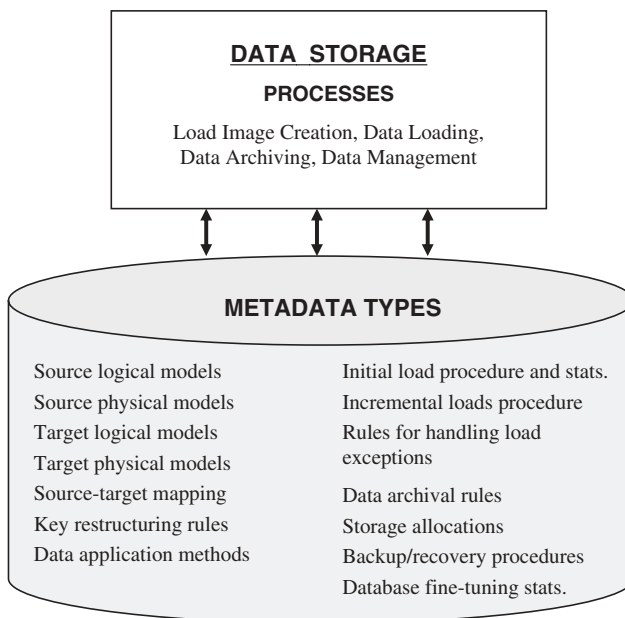 DATA STORAGE
PROCESSES
Load Image Creation, Data Loading,
Data Archiving, Data Management
METADATA TYPES
Source logical models
Source physical models
Target logical models
Target physical models
Source-target mapping
Key restructuring rules
Data application methods
Initial load procedure and stats.
Incremental loads procedure
Rules for handling load
exceptions
Data archival rules
Storage allocations
Backup/recovery procedures
Database fine-tuning stats.